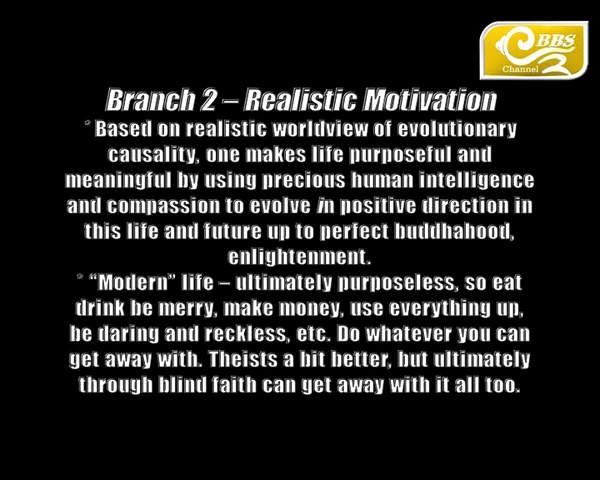 BBS
Channel 2
Branch 2 – Realistic Motivation
* Based on realistic worldview of evolutionary
causality, one makes life purposeful and
meaningful by using precious human intelligence
and compassion to evolve in positive direction in
this life and future up to perfect buddhahood,
enlightenment.
* “Modern” life – ultimately purposeless, so eat
drink be merry, make money, use everything up,
be daring and reckless, etc. Do whatever you can
get away with. Theists a bit better, but ultimately
through blind faith can get away with it all too.